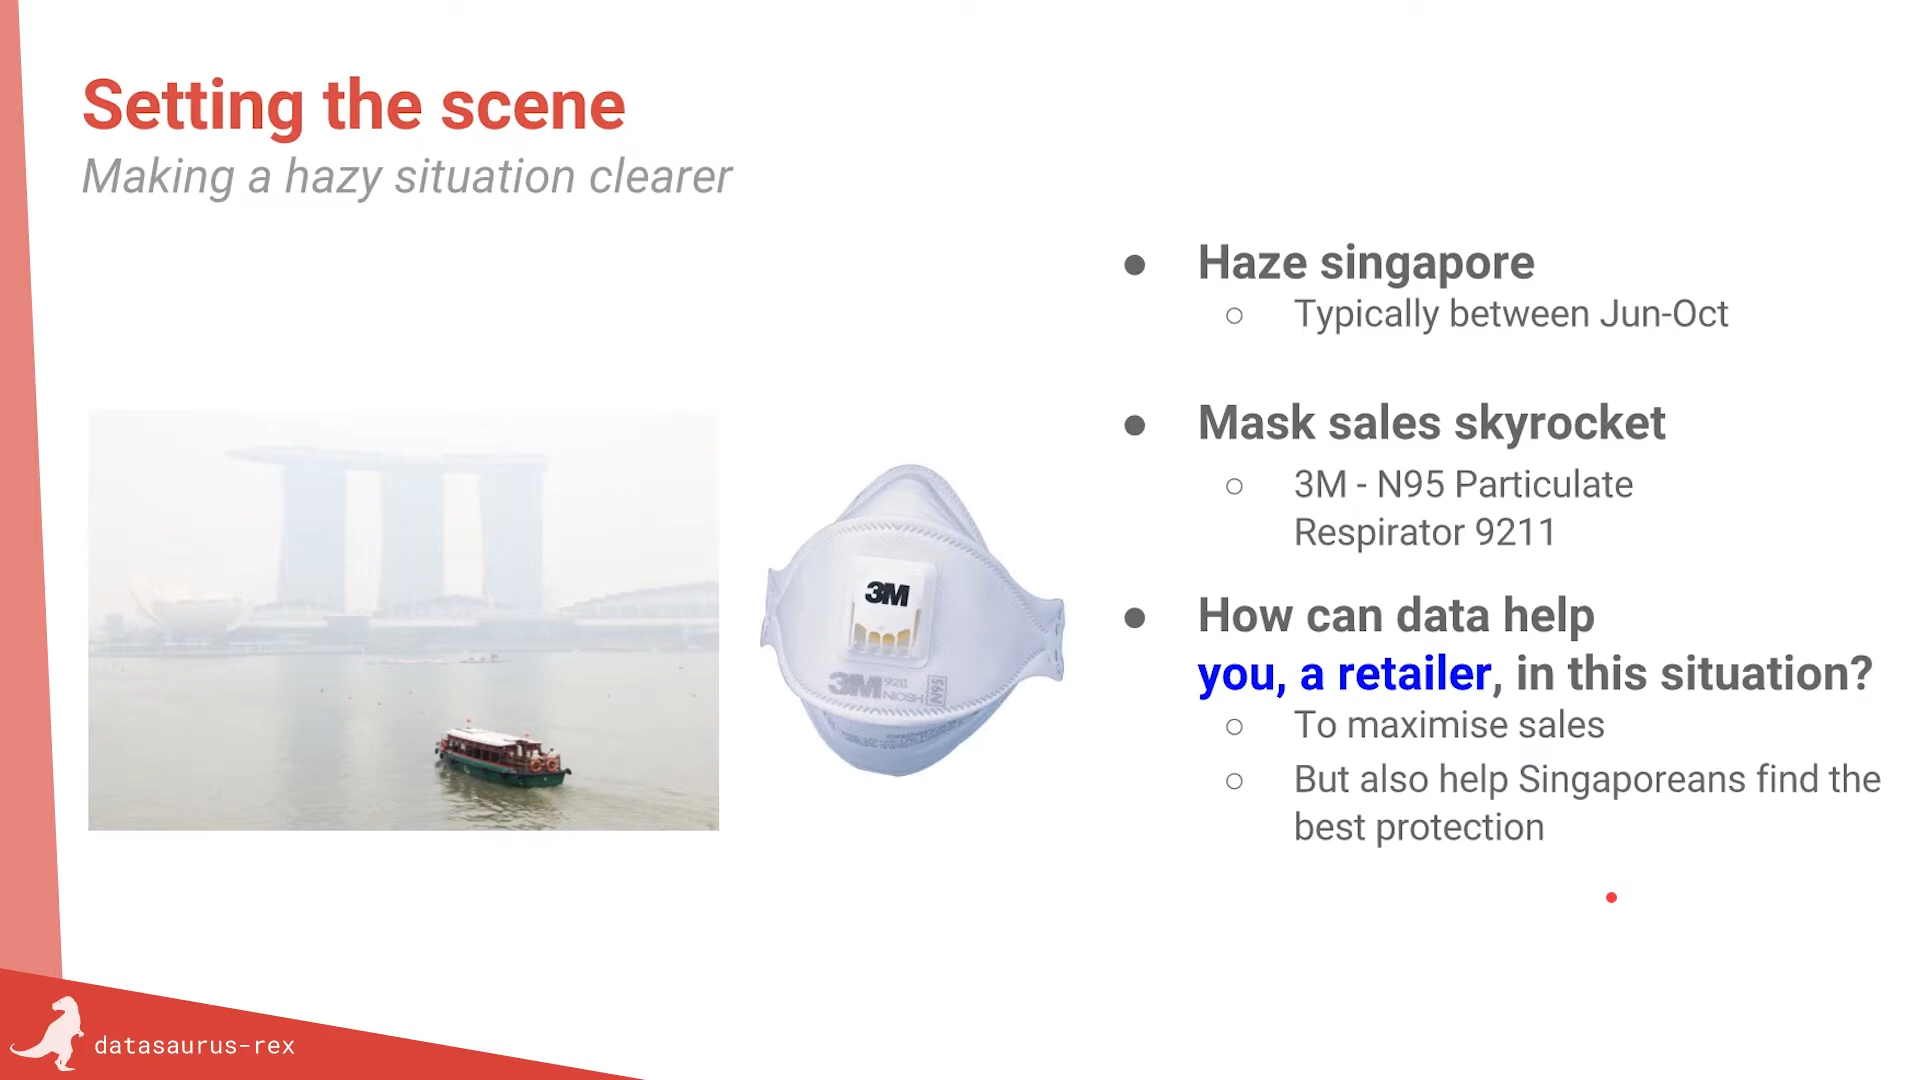 Setting the scene
Making a hazy situation clearer
● Haze singapore
○ Typically between Jun-Oct
● Mask sales skyrocket
○ 3M - N95 Particulate
Respirator 9211
● How can data help
you, a retailer, in this situation?
○ To maximise sales
○ But also help Singaporeans find the
best protection
3M
3M 9211
N95
datasaurus-rex